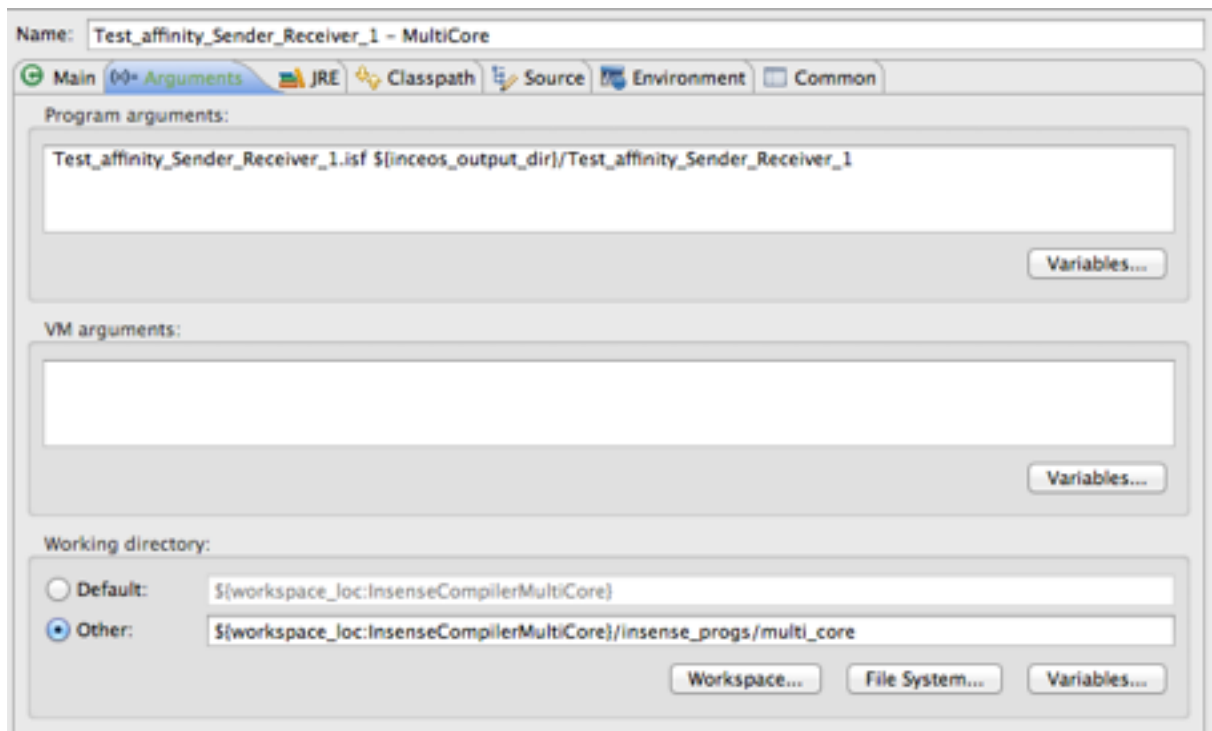 Name: Test_affinity_Sender_Receiver_1 - MultiCore
Main (x)= Arguments JRE Classpath Source Environment Common
Program arguments:
Test_affinity_Sender_Receiver_1.isf ${inceos_output_dir}/Test_affinity_Sender_Receiver_1
Variables...
VM arguments:
Variables...
Working directory:
Default: ${workspace_loc:InsenseCompilerMultiCore}
Other: ${workspace_loc:InsenseCompilerMultiCore}/insense_progs/multi_core
Workspace... File System... Variables...